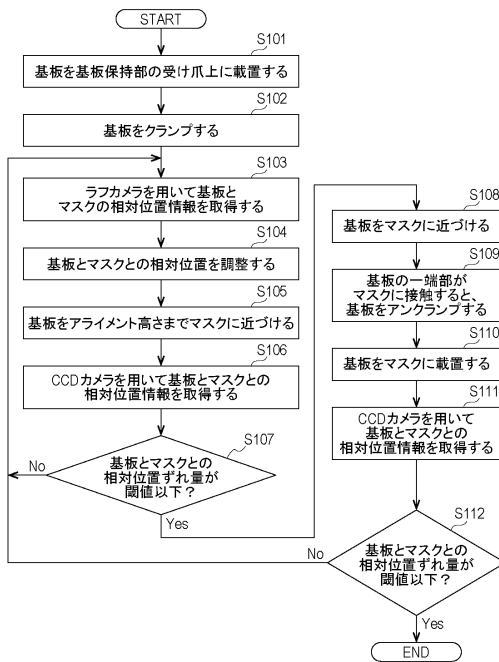 START
S101
基板を基板保持部の受け爪上に載置する
S102
基板をクランプする
S103
ラフカメラを用いて基板と
マスクの相対位置情報を取得する
S104
基板とマスクとの相対位置を調整する
S105
基板をアライメント高さまでマスクに近づける
S106
CCDカメラを用いて基板とマスクとの
相対位置情報を取得する
S107
No
基板とマスクとの
相対位置ずれ量が
閾値以下?
Yes
S108
基板をマスクに近づける
S109
基板の一端部が
マスクに接触すると、
基板をアンクランプする
S110
基板をマスクに載置する
S111
CCDカメラを用いて
基板とマスクとの
相対位置情報を取得する
S112
No
基板とマスクとの
相対位置ずれ量が
閾値以下?
Yes
END